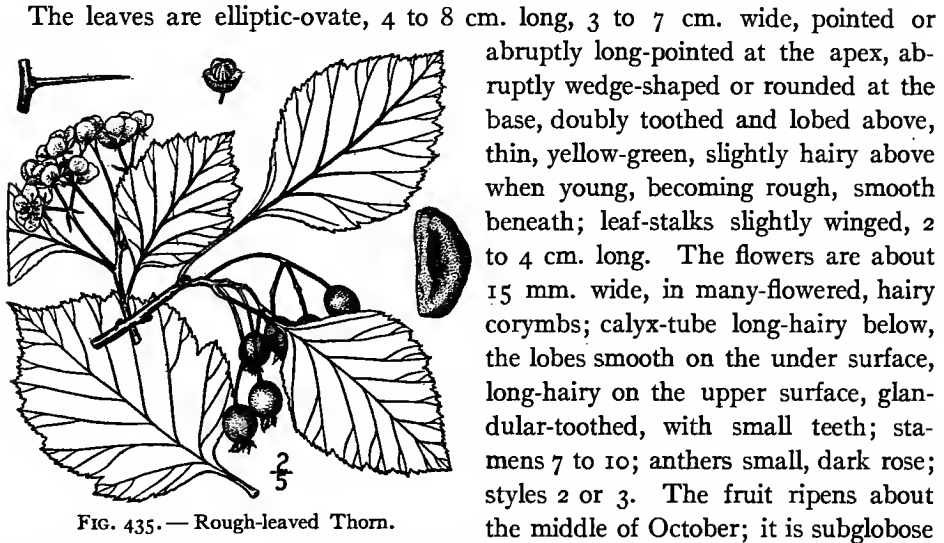 The leaves are elliptic-ovate, 4 to 8 cm. long, 3 to 7 cm. wide, pointed or
abruptly long-pointed at the apex, ab-
ruptly wedge-shaped or rounded at the
base, doubly toothed and lobed above,
thin, yellow-green, slightly hairy above
when young, becoming rough, smooth
beneath; leaf-stalks slightly winged, 2
to 4 cm. long. The flowers are about
15 mm. wide, in many-flowered, hairy
corymbs; calyx-tube long-hairy below,
the lobes smooth on the under surface,
long-hairy on the upper surface, glan-
dular-toothed, with small teeth; sta-
mens 7 to 10; anthers small, dark rose;
styles 2 or 3. The fruit ripens about
the middle of October; it is subglobose
2
5
FIG. 435.— Rough-leaved Thorn.